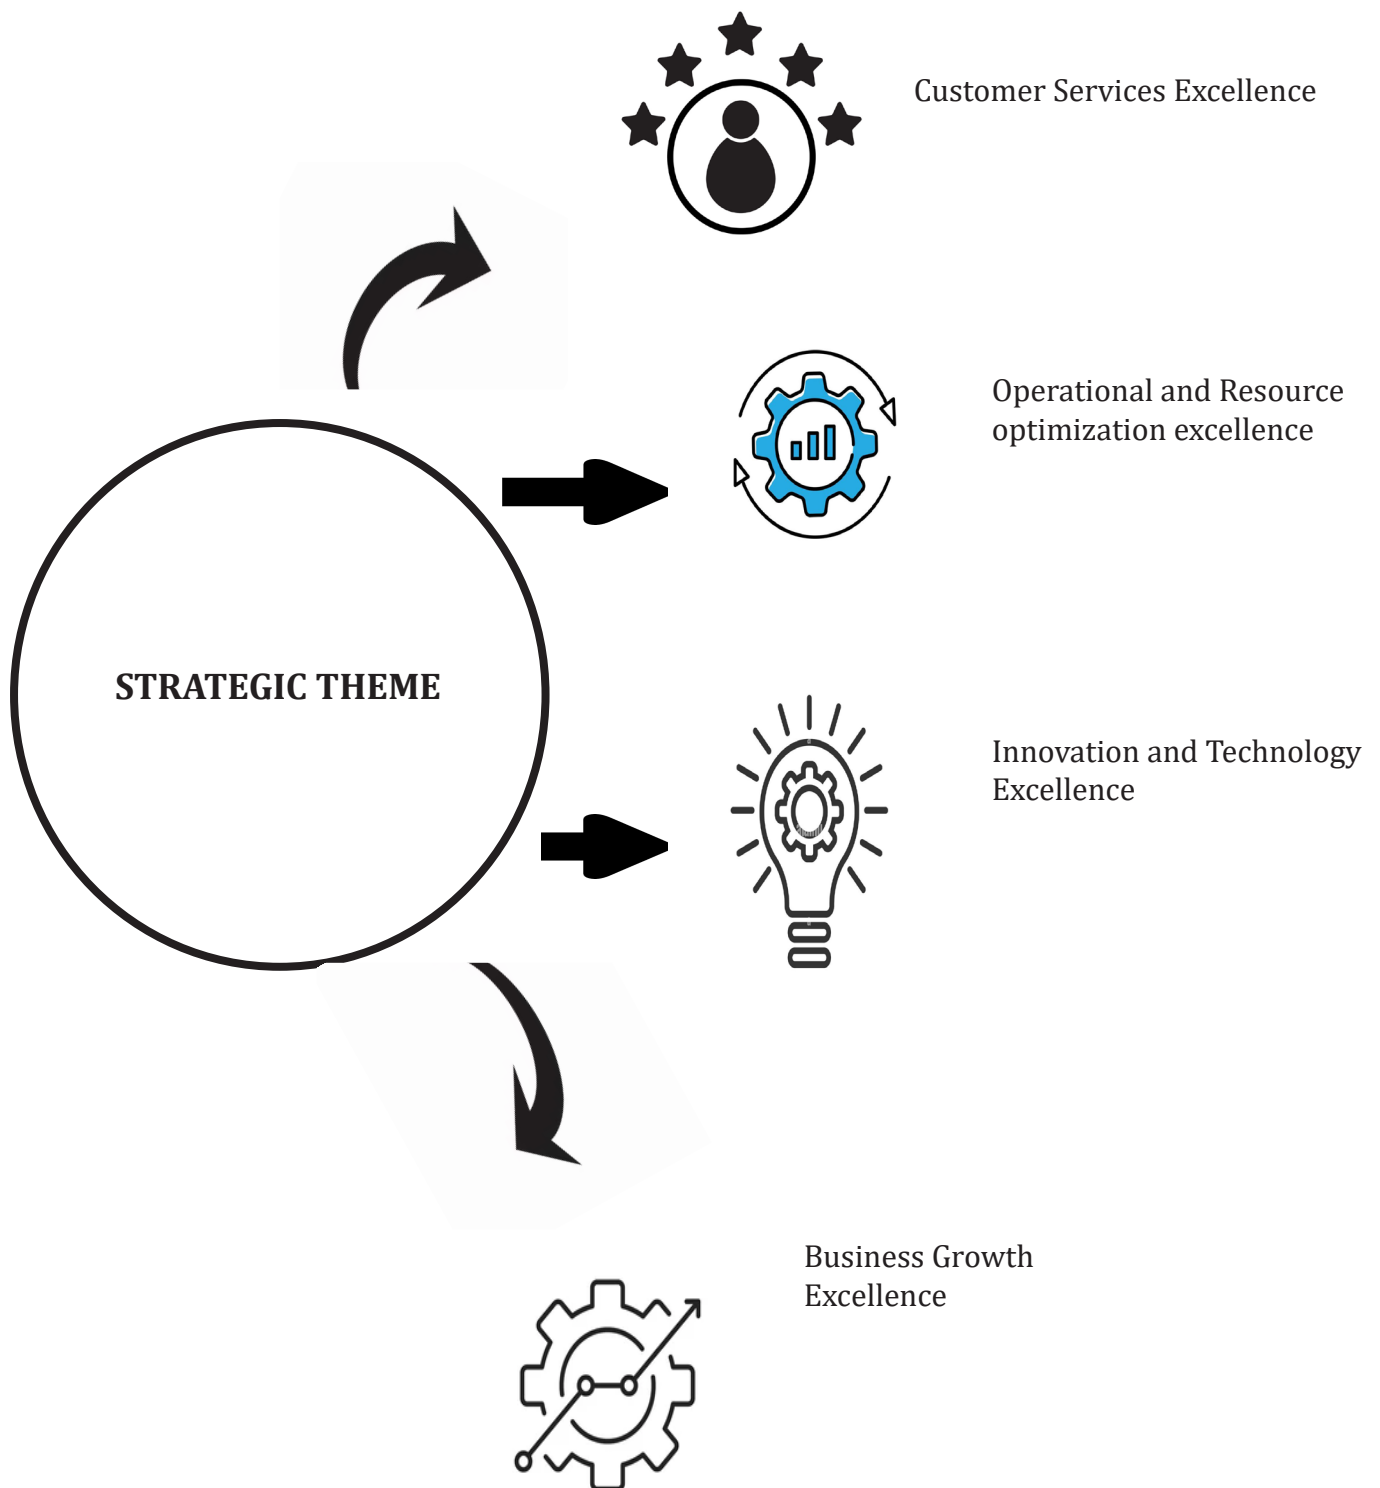 Customer Services Excellence
Operational and Resource
optimization excellence
STRATEGIC THEME
Innovation and Technology
Excellence
Business Growth
Excellence